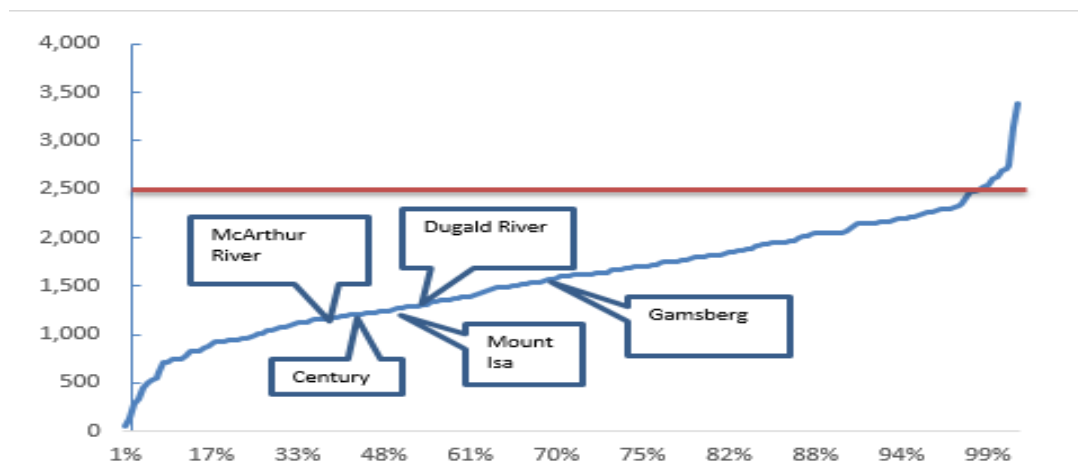 4,000
3,500
3,000
2,500
2,000
1,500
1,000
500
0
McArthur
River
Dugald River
Century
Mount
Isa
Gamsberg
1% 17% 33% 48% 61% 70% 75% 82% 88% 94% 99%